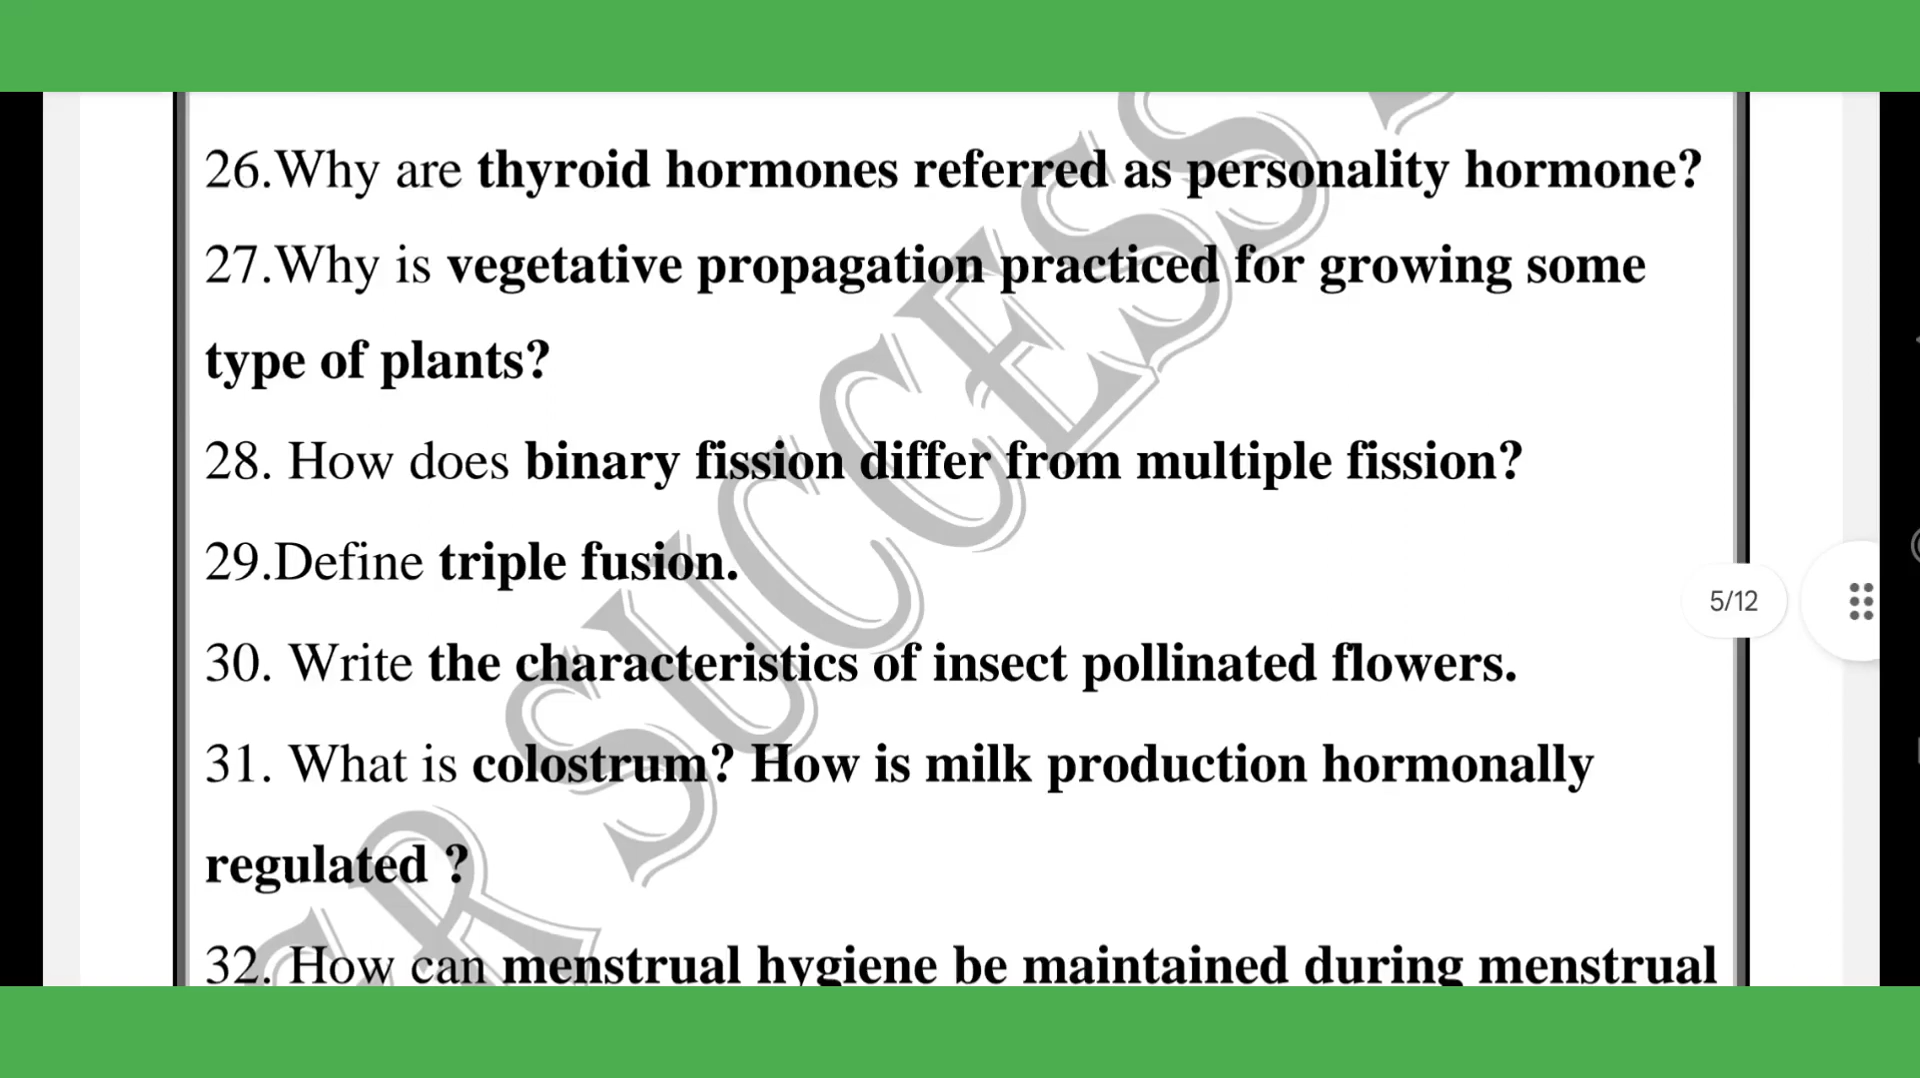 26.Why are thyroid hormones referred as personality hormone?
27.Why is vegetative propagation practiced for growing some
type of plants?
28. How does binary fission differ from multiple fission?
29.Define triple fusion.
5/12
30. Write the characteristics of insect pollinated flowers.
31. What is colostrum? How is milk production hormonally
regulated ?
32. How can menstrual hygiene be maintained during menstrual
SUCCESS